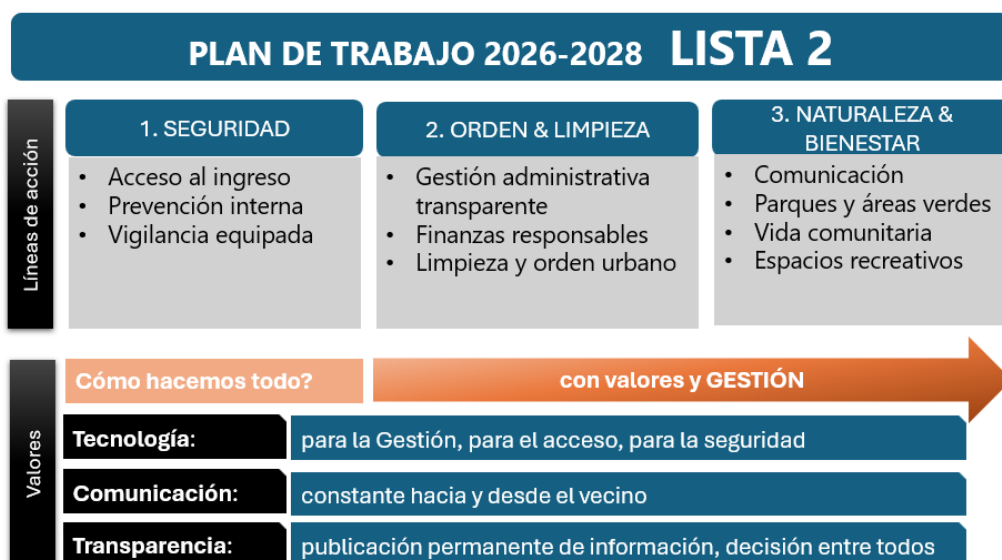 PLAN DE TRABAJO 2026-2028 LISTA 2
Líneas de acción
1. SEGURIDAD
• Acceso al ingreso
• Prevención interna
• Vigilancia equipada
2. ORDEN & LIMPIEZA
• Gestión administrativa
transparente
• Finanzas responsables
• Limpieza y orden urbano
3. NATURALEZA &
BIENESTAR
• Comunicación
• Parques y áreas verdes
• Vida comunitaria
• Espacios recreativos
Valores
Cómo hacemos todo?
con valores y GESTIÓN
Tecnología:
para la Gestión, para el acceso, para la seguridad
Comunicación:
constante hacia y desde el vecino
Transparencia:
publicación permanente de información, decisión entre todos